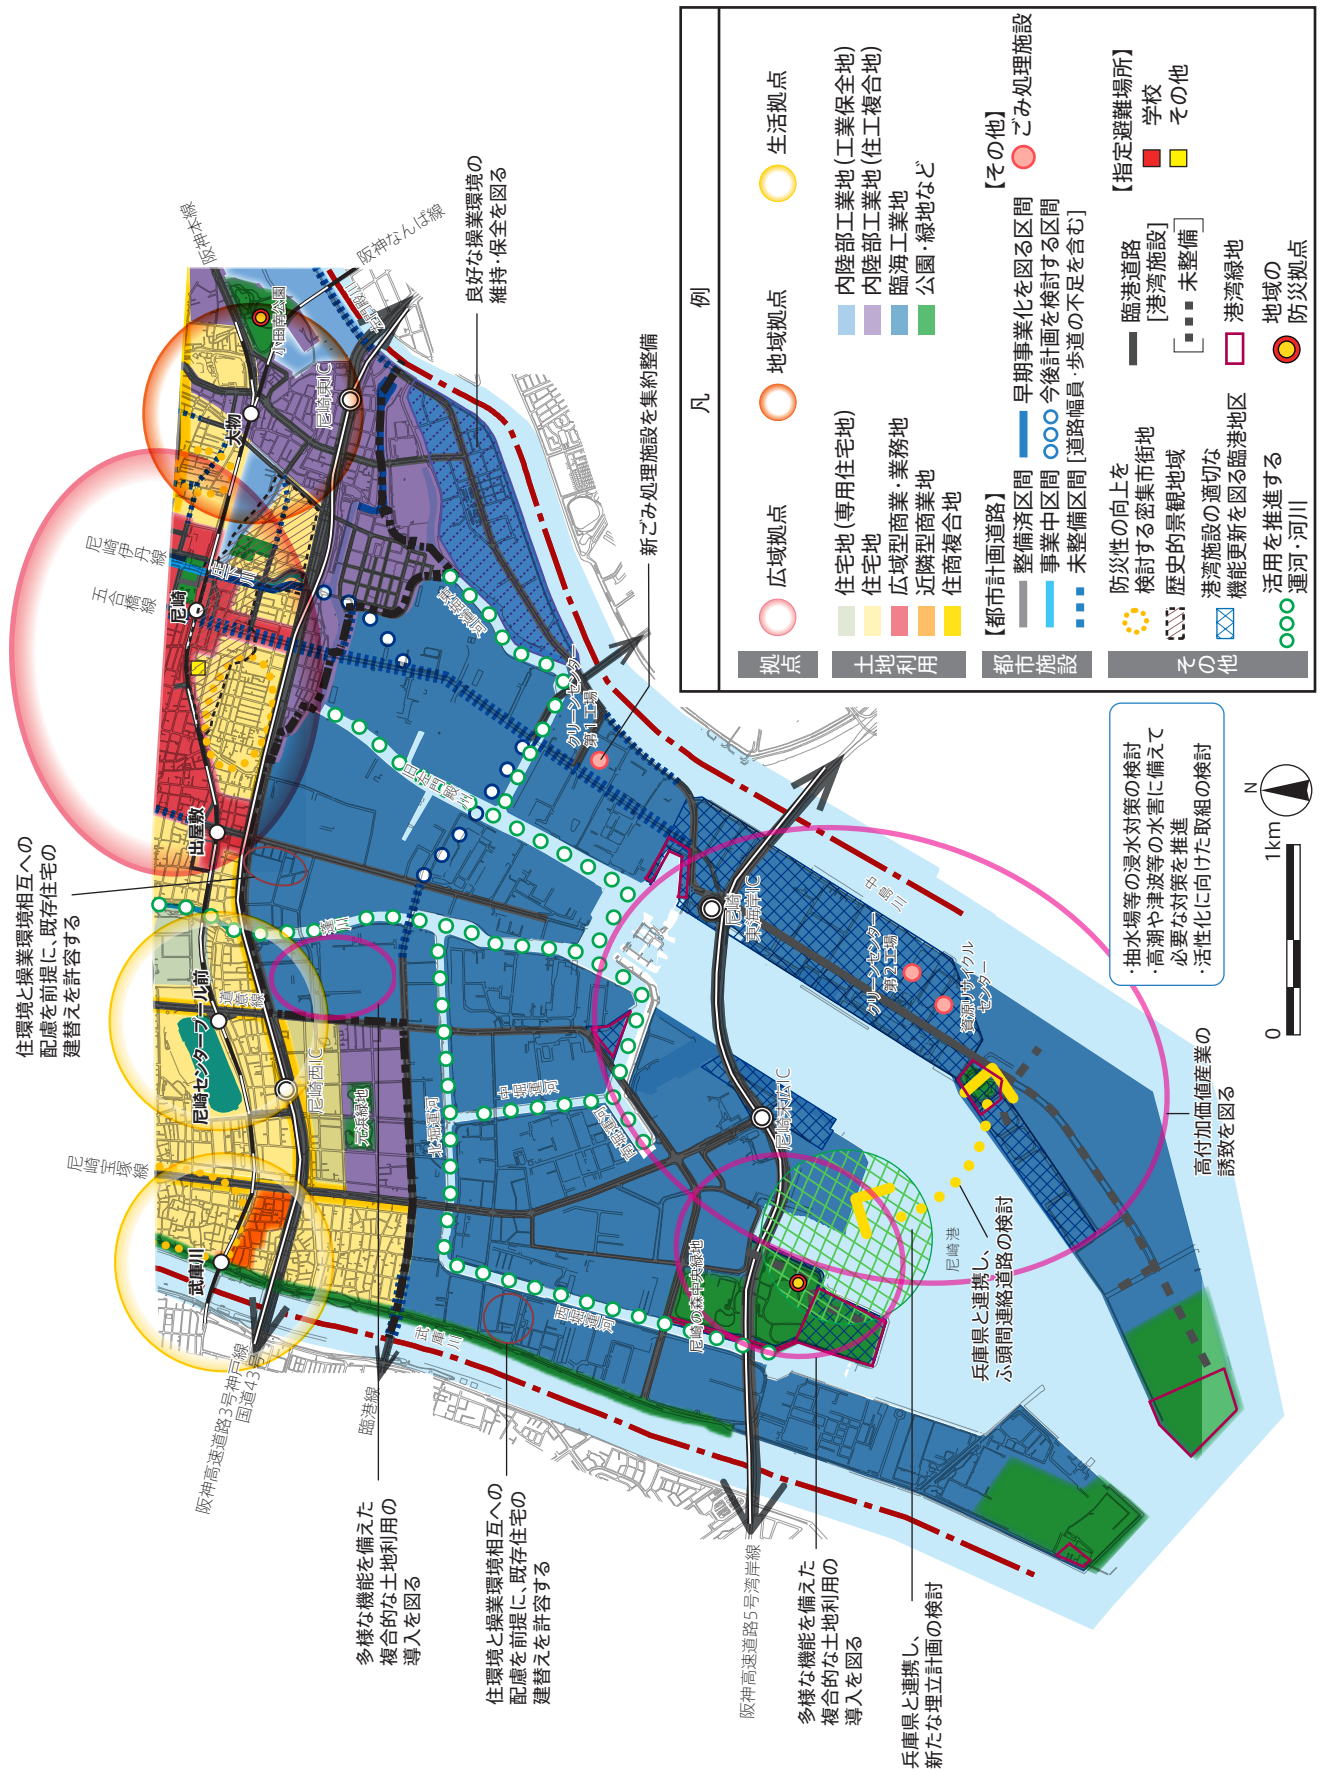 凡　例
拠点
広域拠点
地域拠点
生活拠点
土地利用
住宅地(専用住宅地)
住宅地
広域型商業・業務地
近隣型商業地
住商複合地
内陸部工業地(工業保全地)
内陸部工業地(住工複合地)
臨海工業地
公園・緑地など
都市施設
【都市計画道路】
整備済区間
事業中区間
未整備区間[道路幅員・歩道の不足を含む]
早期事業化を図る区間
今後計画を検討する区間
【その他】
ごみ処理施設
その他
防災性の向上を
検討する密集市街地
歴史的景観地域
港湾施設の適切な
機能更新を図る臨港地区
活用を推進する
運河・河川
臨港道路
[港湾施設]
未整備
港湾緑地
地域の
防災拠点
【指定避難場所】
学校
その他
住環境と操業環境相互への
配慮を前提に、既存住宅の
建替えを許容する
尼崎宝塚線
道意線
五合橋線
尼崎伊丹線
阪神本線
阪神なんば線
武庫川
尼崎センタープール前
出屋敷
尼崎
大物
小田南公園
尼崎西IC
尼崎東IC
庄下川
蓬川
左門殿川
元浜緑地
北堀運河
中堀運河
南堀運河
西堀運河
東堀運河
旧左門殿川
武庫川
中島川
阪神高速道路3号神戸線
国道43号
臨港線
阪神高速道路5号湾岸線
良好な操業環境の
維持・保全を図る
新ごみ処理施設を集約整備
クリーンセンター
第1工場
クリーンセンター
第2工場
資源リサイクル
センター
尼崎
東海岸IC
尼崎末広IC
尼崎の森中央緑地
尼崎港
多様な機能を備えた
複合的な土地利用の
導入を図る
住環境と操業環境相互への
配慮を前提に、既存住宅の
建替えを許容する
多様な機能を備えた
複合的な土地利用の
導入を図る
兵庫県と連携し、
新たな埋立計画の検討
兵庫県と連携し、
ふ頭間連絡道路の検討
高付加価値産業の
誘致を図る
・抽水場等の浸水対策の検討
・高潮や津波等の水害に備えて
必要な対策を推進
・活性化に向けた取組の検討
0
1km
N